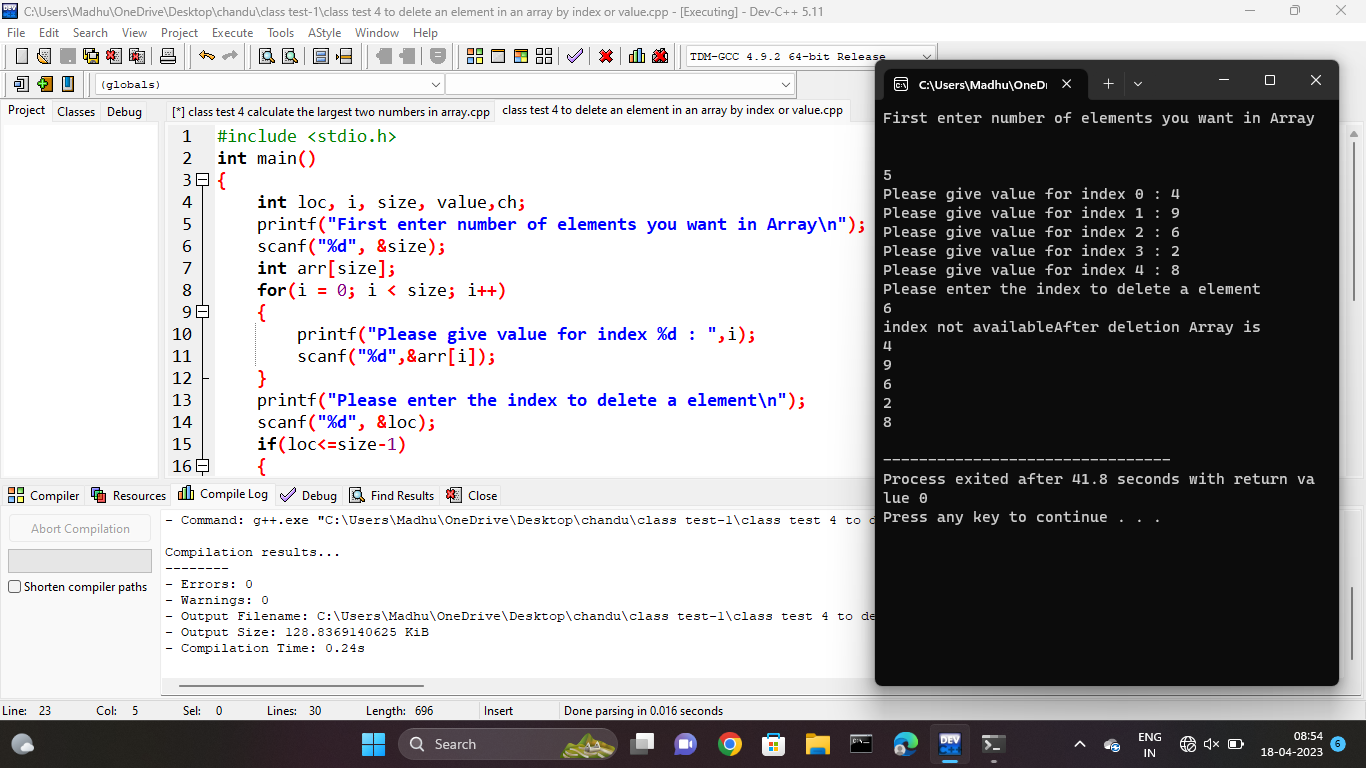 C:\Users\Madhu\OneDrive\Desktop\chandu\class test-1\class test 4 to delete an element in an array by index or value.cpp - [Executing] - Dev-C++ 5.11
File Edit Search View Project Execute Tools AStyle Window Help
TDM-GCC 4.9.2 64-bit Release
(globals)
Project Classes Debug
[*] class test 4 calculate the largest two numbers in array.cpp class test 4 to delete an element in an array by index or value.cpp
1 #include <stdio.h>
2 int main()
3 {
4 int loc, i, size, value,ch;
5 printf("First enter number of elements you want in Array\n");
6 scanf("%d", &size);
7 int arr[size];
8 for(i = 0; i < size; i++)
9 {
10 printf("Please give value for index %d : ",i);
11 scanf("%d",&arr[i]);
12 }
13 printf("Please enter the index to delete a element\n");
14 scanf("%d", &loc);
15 if(loc<=size-1)
16 {
Compiler Resources Compile Log Debug Find Results Close
Abort Compilation
Shorten compiler paths
- Command: g++.exe "C:\Users\Madhu\OneDrive\Desktop\chandu\class test-1\class test 4 to d
Compilation results...
--------
- Errors: 0
- Warnings: 0
- Output Filename: C:\Users\Madhu\OneDrive\Desktop\chandu\class test-1\class test 4 to de
- Output Size: 128.8369140625 KiB
- Compilation Time: 0.24s
Line: 23 Col: 5 Sel: 0 Lines: 30 Length: 696 Insert Done parsing in 0.016 seconds
C:\Users\Madhu\OneDr
First enter number of elements you want in Array
5
Please give value for index 0 : 4
Please give value for index 1 : 9
Please give value for index 2 : 6
Please give value for index 3 : 2
Please give value for index 4 : 8
Please enter the index to delete a element
6
index not availableAfter deletion Array is
4
9
6
2
8
--------------------------------
Process exited after 41.8 seconds with return va
lue 0
Press any key to continue . . .
Search
DEV
ENG
IN
08:54
18-04-2023
6